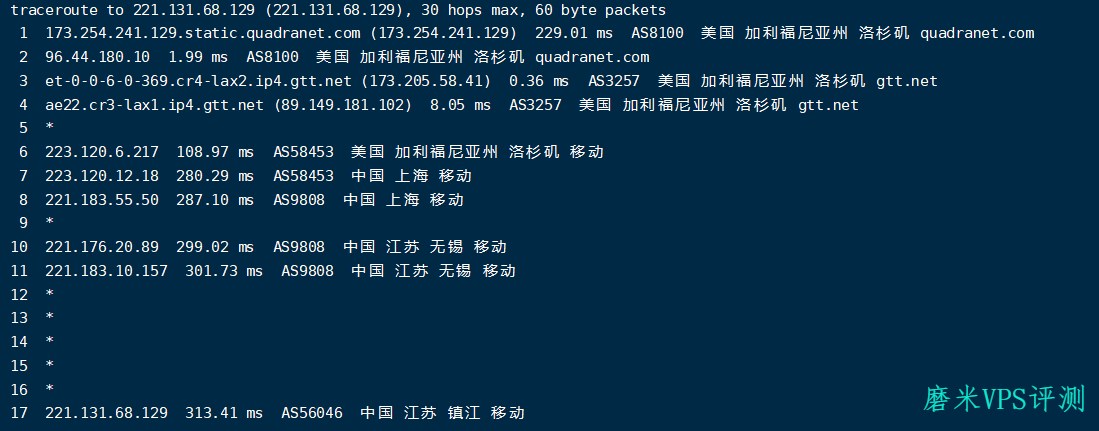 traceroute to 221.131.68.129 (221.131.68.129), 30 hops max, 60 byte packets
1 173.254.241.129.static.quadranet.com (173.254.241.129) 229.01 ms AS8100 美国 加利福尼亚州 洛杉矶 quadranet.com
2 96.44.180.10 1.99 ms AS8100 美国 加利福尼亚州 洛杉矶 quadranet.com
3 et-0-0-6-0-369.cr4-lax2.ip4.gtt.net (173.205.58.41) 0.36 ms AS3257 美国 加利福尼亚州 洛杉矶 gtt.net
4 ae22.cr3-lax1.ip4.gtt.net (89.149.181.102) 8.05 ms AS3257 美国 加利福尼亚州 洛杉矶 gtt.net
5 *
6 223.120.6.217 108.97 ms AS58453 美国 加利福尼亚州 洛杉矶 移动
7 223.120.12.18 280.29 ms AS58453 中国 上海 移动
8 221.183.55.50 287.10 ms AS9808 中国 上海 移动
9 *
10 221.176.20.89 299.02 ms AS9808 中国 江苏 无锡 移动
11 221.183.10.157 301.73 ms AS9808 中国 江苏 无锡 移动
12 *
13 *
14 *
15 *
16 *
17 221.131.68.129 313.41 ms AS56046 中国 江苏 镇江 移动
磨米VPS评测